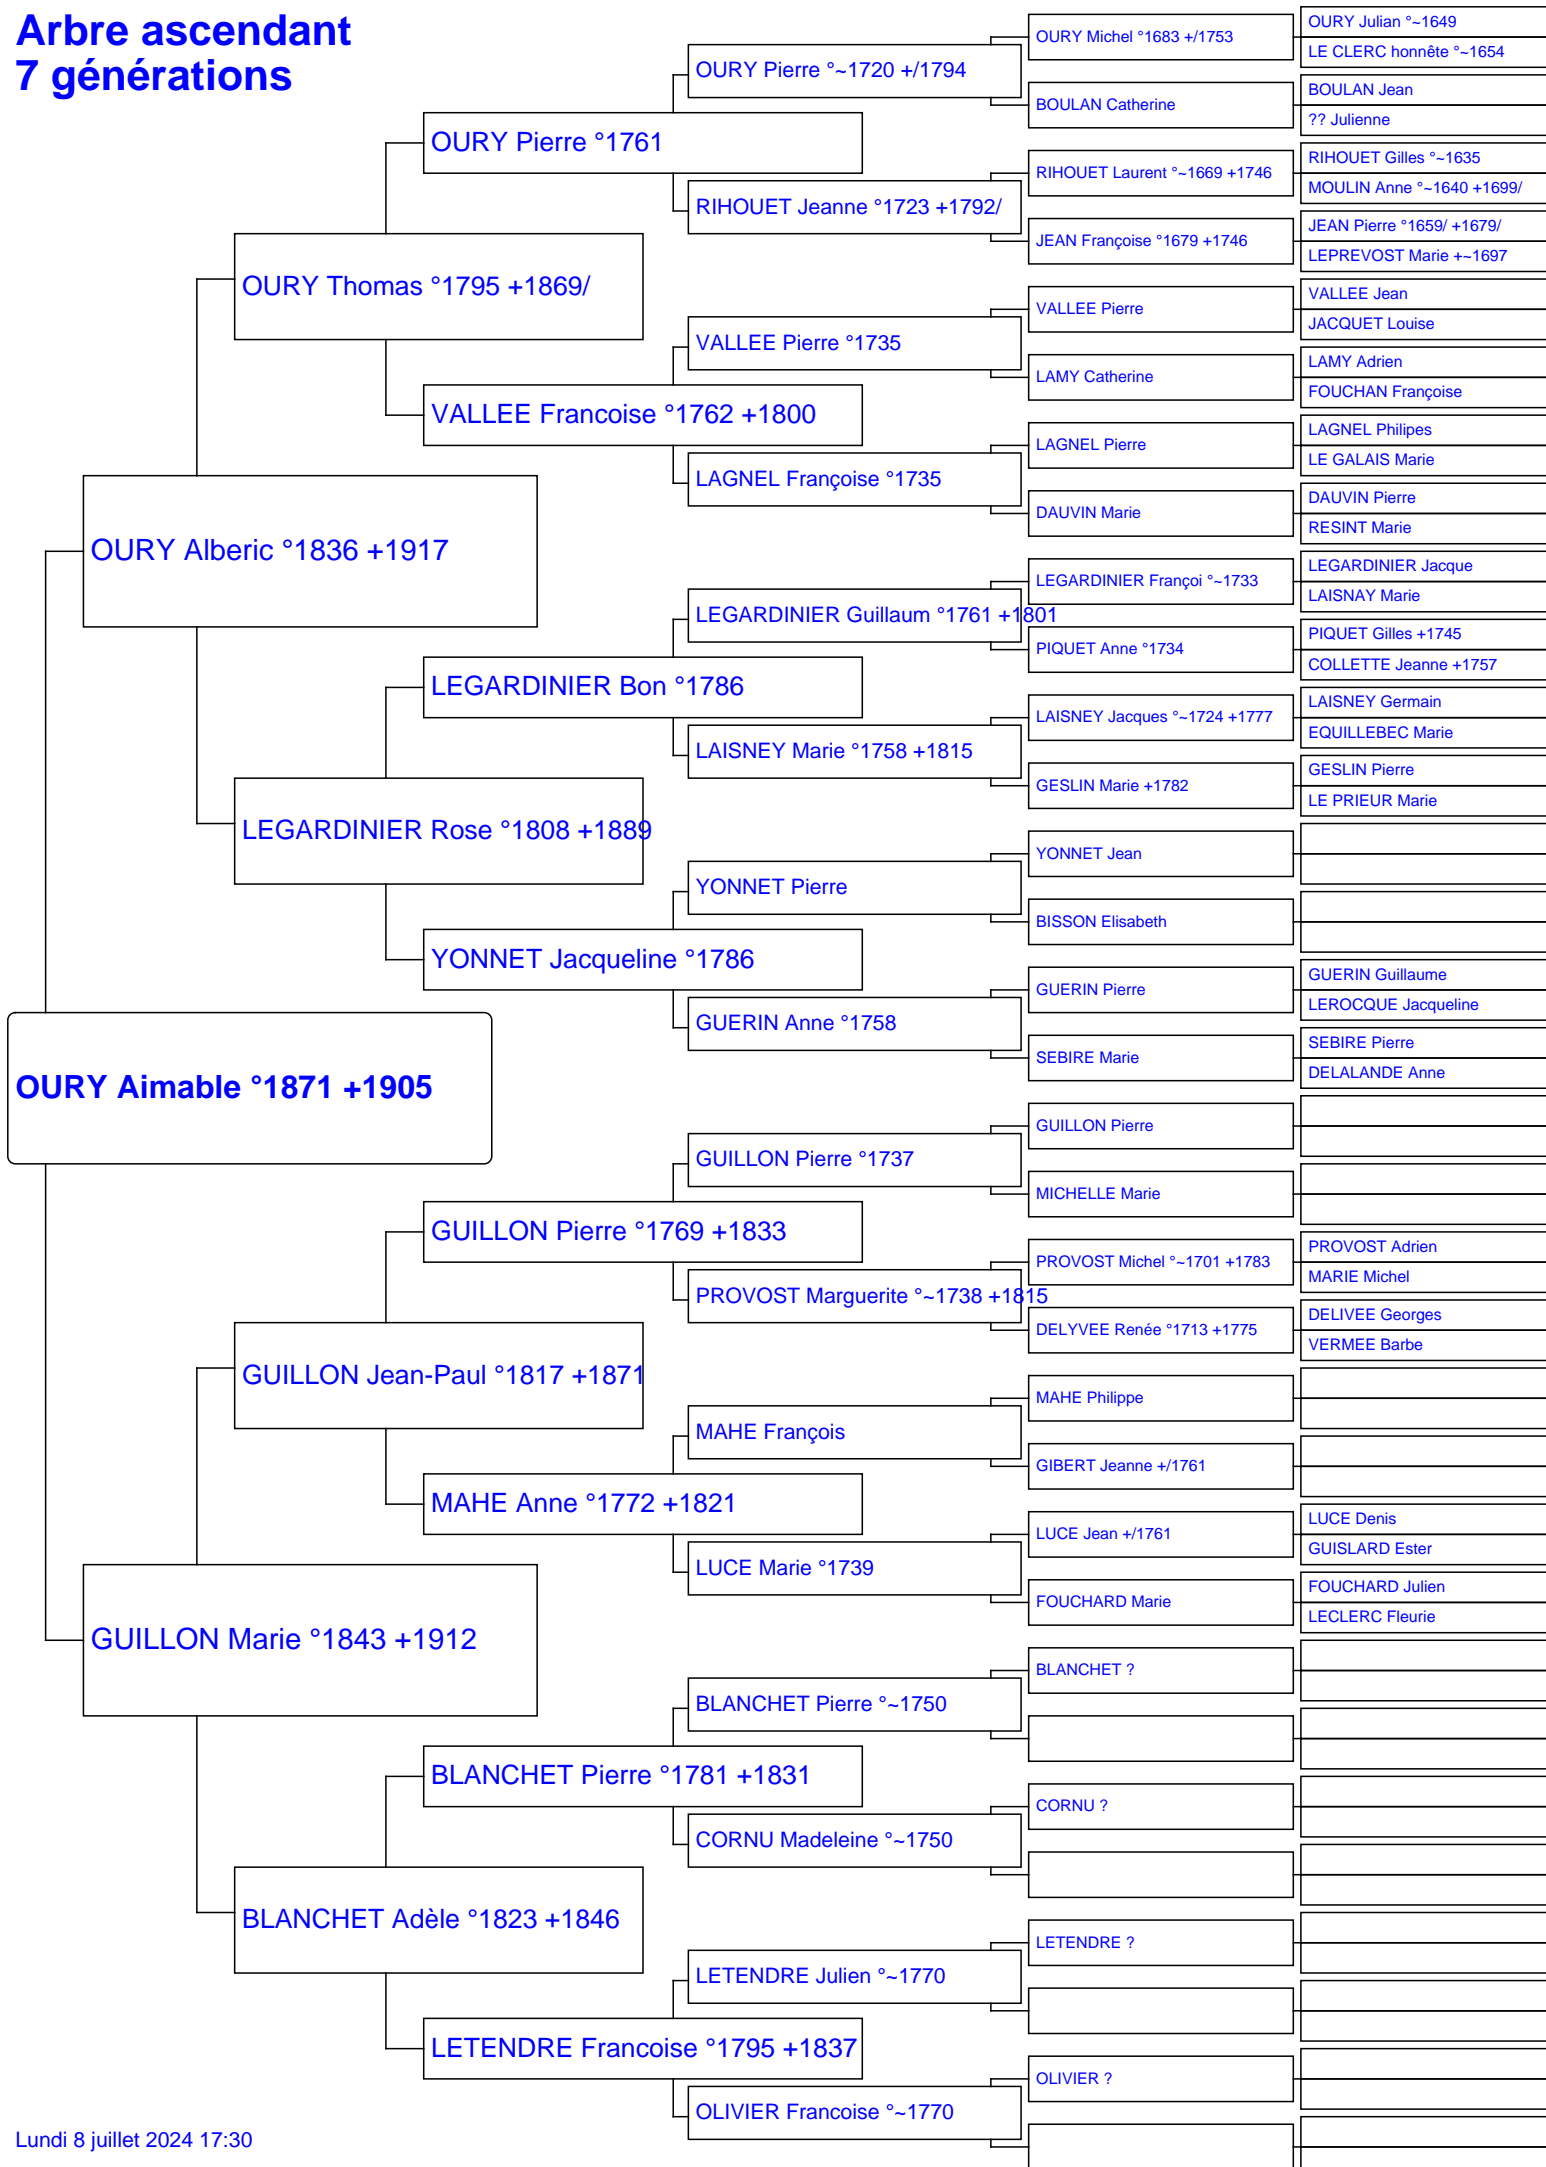 Arbre ascendant
7 générations
OURY Aimable °1871 +1905
OURY Alberic °1836 +1917
GUILLON Marie °1843 +1912
OURY Thomas °1795 +1869/
LEGARDINIER Rose °1808 +1889
GUILLON Jean-Paul °1817 +1871
BLANCHET Adèle °1823 +1846
OURY Pierre °1761
VALLEE Francoise °1762 +1800
LEGARDINIER Bon °1786
YONNET Jacqueline °1786
GUILLON Pierre °1769 +1833
MAHE Anne °1772 +1821
BLANCHET Pierre °1781 +1831
LETENDRE Francoise °1795 +1837
OURY Pierre °~1720 +/1794
RIHOUET Jeanne °1723 +1792/
VALLEE Pierre °1735
LAGNEL Françoise °1735
LEGARDINIER Guillaum °1761 +1801
LAISNEY Marie °1758 +1815
YONNET Pierre
GUERIN Anne °1758
GUILLON Pierre °1737
PROVOST Marguerite °~1738 +1815
MAHE François
LUCE Marie °1739
BLANCHET Pierre °~1750
CORNU Madeleine °~1750
LETENDRE Julien °~1770
OLIVIER Francoise °~1770
OURY Michel °1683 +/1753
BOULAN Catherine
RIHOUET Laurent °~1669 +1746
JEAN Françoise °1679 +1746
VALLEE Pierre
LAMY Catherine
LAGNEL Pierre
DAUVIN Marie
LEGARDINIER Françoi °~1733
PIQUET Anne °1734
LAISNEY Jacques °~1724 +1777
GESLIN Marie +1782
YONNET Jean
BISSON Elisabeth
GUERIN Pierre
SEBIRE Marie
GUILLON Pierre
MICHELLE Marie
PROVOST Michel °~1701 +1783
DELYVEE Renée °1713 +1775
MAHE Philippe
GIBERT Jeanne +/1761
LUCE Jean +/1761
FOUCHARD Marie
BLANCHET ?
CORNU ?
LETENDRE ?
OLIVIER ?
OURY Julian °~1649
LE CLERC honnête °~1654
BOULAN Jean
?? Julienne
RIHOUET Gilles °~1635
MOULIN Anne °~1640 +1699/
JEAN Pierre °1659/ +1679/
LEPREVOST Marie +~1697
VALLEE Jean
JACQUET Louise
LAMY Adrien
FOUCHAN Françoise
LAGNEL Philipes
LE GALAIS Marie
DAUVIN Pierre
RESINT Marie
LEGARDINIER Jacque
LAISNAY Marie
PIQUET Gilles +1745
COLLETTE Jeanne +1757
LAISNEY Germain
EQUILLEBEC Marie
GESLIN Pierre
LE PRIEUR Marie
GUERIN Guillaume
LEROCQUE Jacqueline
SEBIRE Pierre
DELALANDE Anne
PROVOST Adrien
MARIE Michel
DELIVEE Georges
VERMEE Barbe
LUCE Denis
GUISLARD Ester
FOUCHARD Julien
LECLERC Fleurie
Lundi 8 juillet 2024 17:30